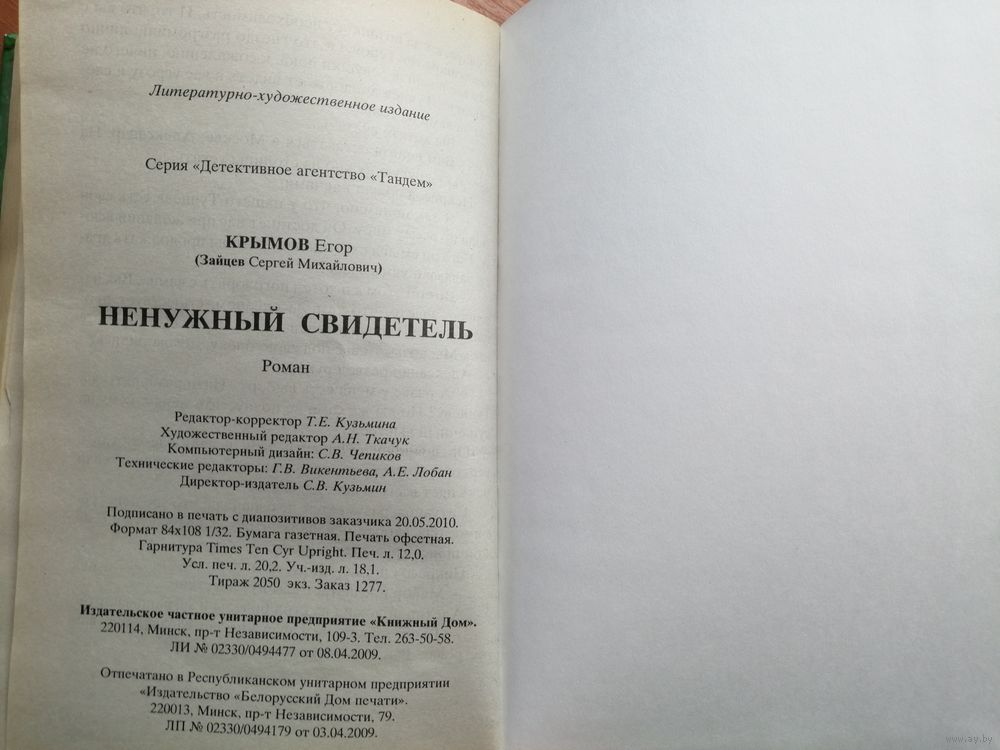 Литературно-художественное издание
Серия «Детективное агентство «Тандем»
КРЫМОВ Егор
(Зайцев Сергей Михайлович)
НЕНУЖНЫЙ СВИДЕТЕЛЬ
Роман
Редактор-корректор Т.Е. Кузьмина
Художественный редактор А.Н. Ткачук
Компьютерный дизайн: С.В. Чепиков
Технические редакторы: Г.В. Викентьева, А.Е. Лобан
Директор-издатель С.В. Кузьмин
Подписано в печать с диапозитивов заказчика 20.05.2010.
Формат 84х108 1/32. Бумага газетная. Печать офсетная.
Гарнитура Times Ten Cyr Upright. Печ. л. 12,0.
Усл. печ. л. 20,2. Уч.-изд. л. 18,1.
Тираж 2050 экз. Заказ 1277.
Издательское частное унитарное предприятие «Книжный Дом».
220114, Минск, пр-т Независимости, 109-3. Тел. 263-50-58.
ЛИ № 02330/0494477 от 08.04.2009.
Отпечатано в Республиканском унитарном предприятии
«Издательство «Белорусский Дом печати».
220013, Минск, пр-т Независимости, 79.
ЛП № 02330/0494179 от 03.04.2009.
www.ay.by